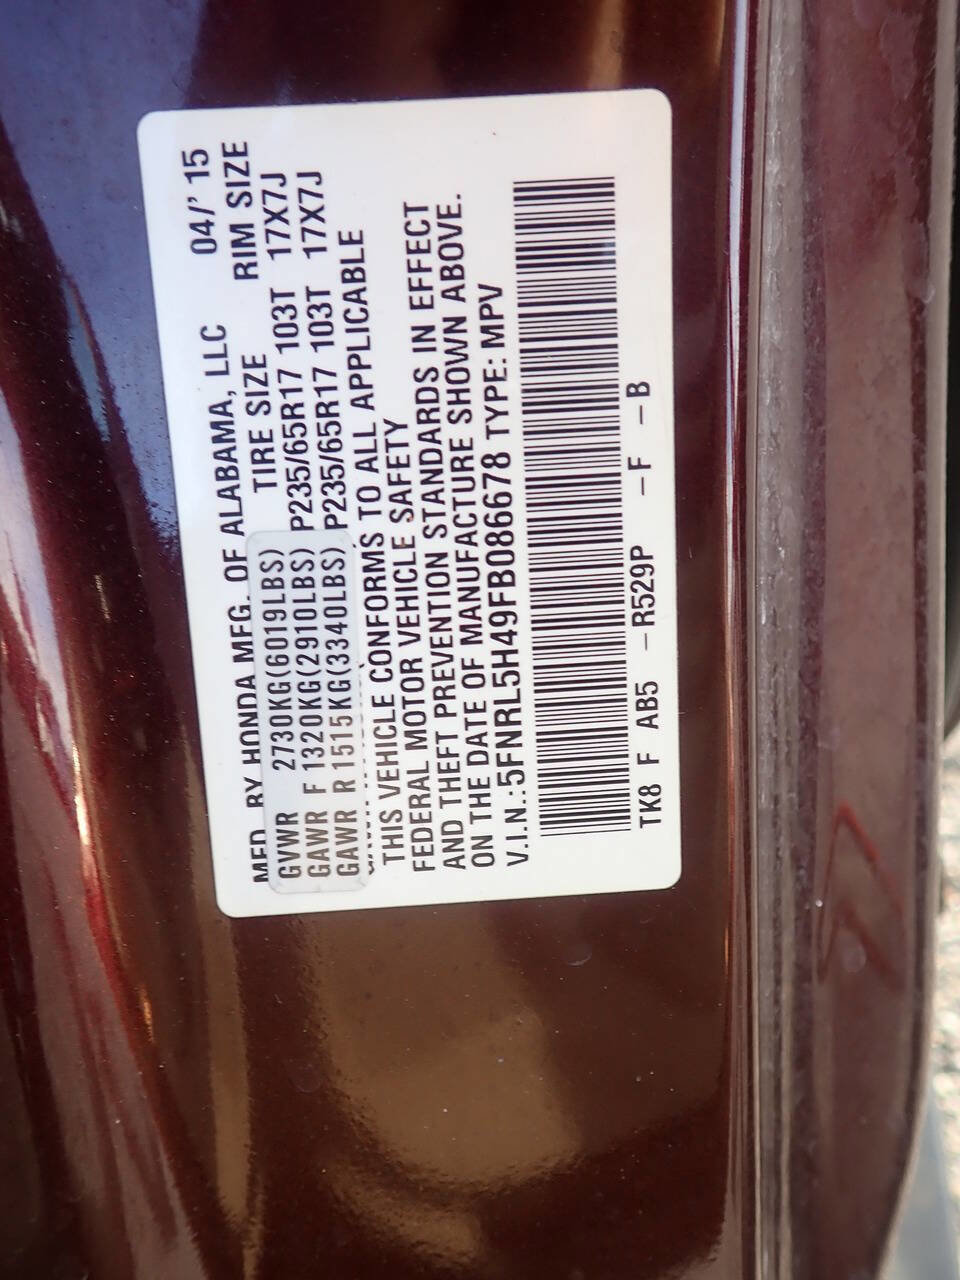 MFD. BY HONDA MFG. OF ALABAMA, LLC 04/' 15
TIRE SIZE RIM SIZE
GVWR 2730KG(6019LBS)
GAWR F 1320KG(2910LBS) P235/65R17 103T 17X7J
GAWR R 1515KG(3340LBS) P235/65R17 103T 17X7J
THIS VEHICLE CONFORMS TO ALL APPLICABLE
FEDERAL MOTOR VEHICLE SAFETY
AND THEFT PREVENTION STANDARDS IN EFFECT
ON THE DATE OF MANUFACTURE SHOWN ABOVE.
V.I.N.:5FNRL5H49FB086678 TYPE: MPV
TK8 F AB5 –R529P –F –B